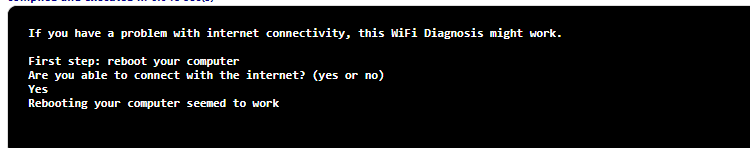 If you have a problem with internet connectivity, this WiFi Diagnosis might work.
First step: reboot your computer
Are you able to connect with the internet? (yes or no)
Yes
Rebooting your computer seemed to work